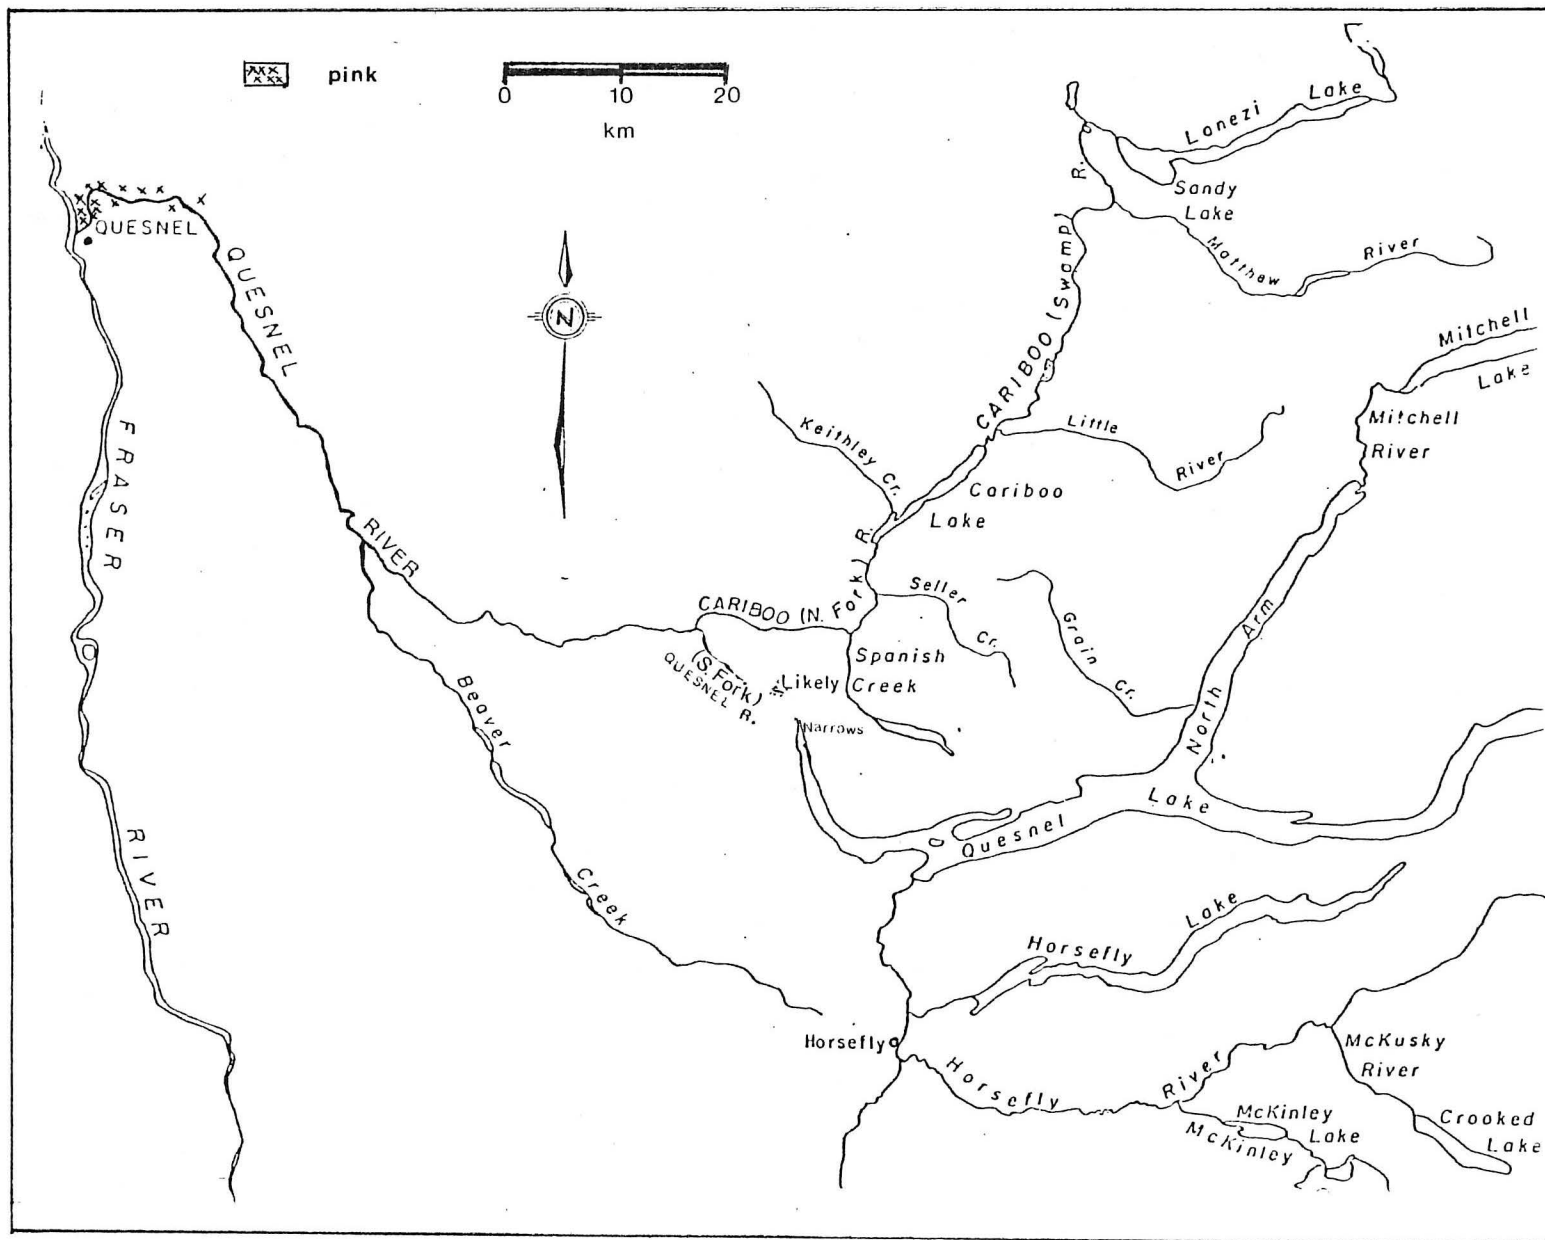 pink
0 10 20
km
Lanezi Lake
Sandy
Lake
R.
CARIBOO (Swamp)
Matthew River
QUESNEL
QUESNEL
RIVER
N
Mitchell
Lake
Mitchell
River
Keithley Cr.
Little River
Cariboo
Lake
FRASER
RIVER
CARIBOO (N. Fork) R.
Seller Cr.
Grain Cr.
North Arm
Spanish
Creek
(S. Fork)
QUESNEL R.
Likely
Narrows
Beaver Creek
Quesnel Lake
Horsefly Lake
Horsefly
Horsefly River
McKusky
River
McKinley
Lake
McKinley
Crooked
Lake